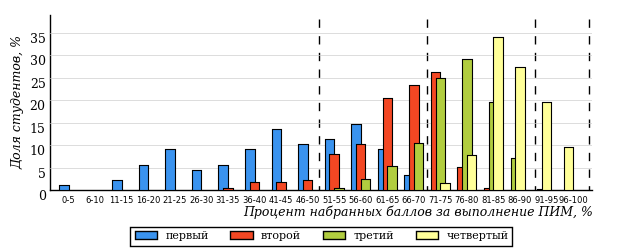 Доля студентов, %
35
30
25
20
15
10
5
0
0-5 6-10 11-15 16-20 21-25 26-30 31-35 36-40 41-45 46-50 51-55 56-60 61-65 66-70 71-75 76-80 81-85 86-90 91-95 96-100
Процент набранных баллов за выполнение ПИМ, %
первый второй третий четвертый